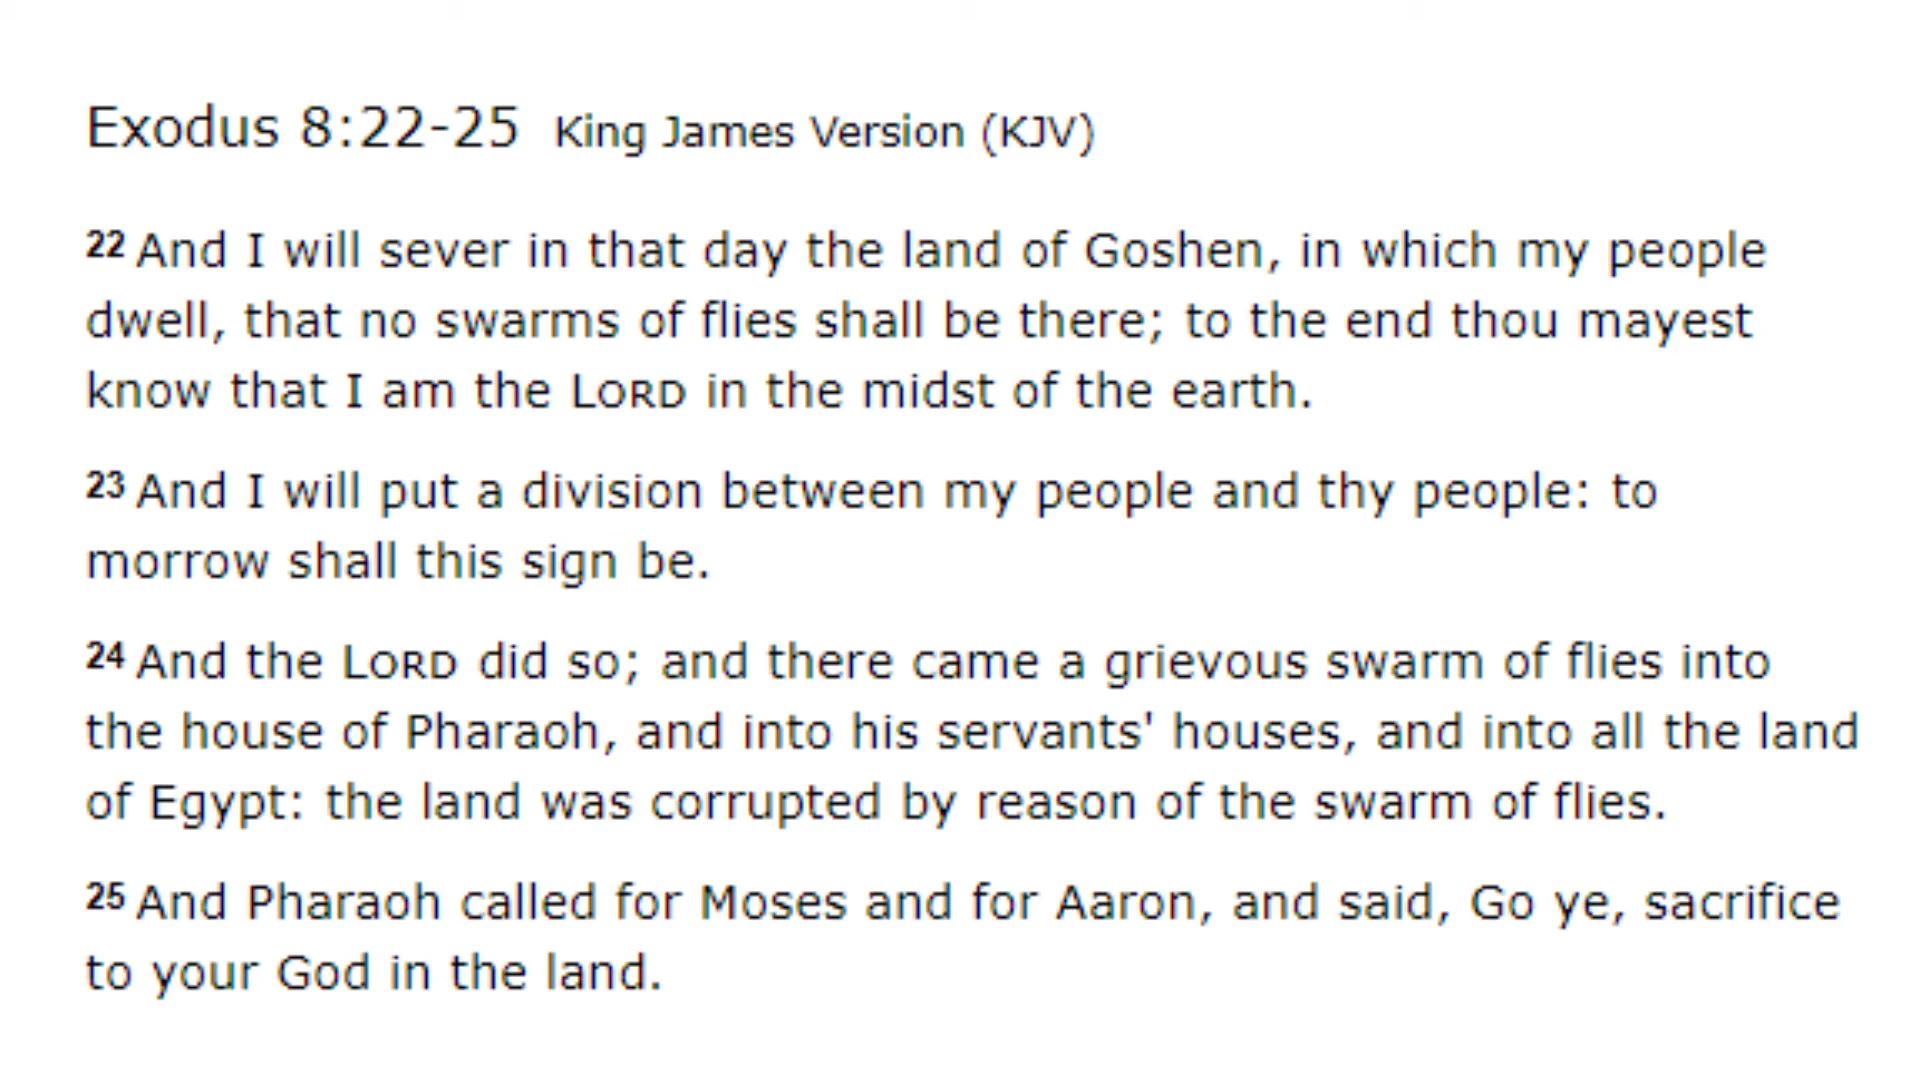 Exodus 8:22-25 King James Version (KJV)
22 And I will sever in that day the land of Goshen, in which my people
dwell, that no swarms of flies shall be there; to the end thou mayest
know that I am the LORD in the midst of the earth.
23 And I will put a division between my people and thy people: to
morrow shall this sign be.
24 And the LORD did so; and there came a grievous swarm of flies into
the house of Pharaoh, and into his servants' houses, and into all the land
of Egypt: the land was corrupted by reason of the swarm of flies.
25 And Pharaoh called for Moses and for Aaron, and said, Go ye, sacrifice
to your God in the land.